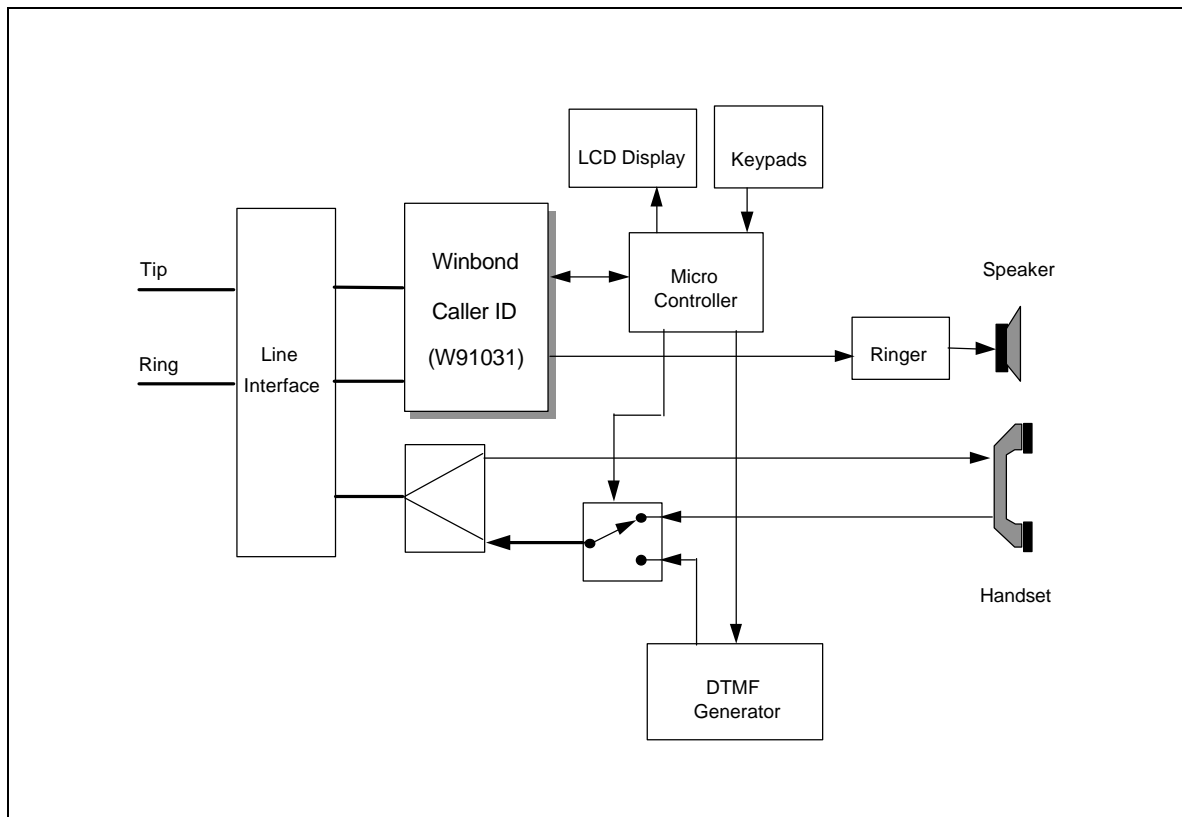 LCD Display
Keypads
Tip
Ring
Line
Interface
Winbond
Caller ID
(W91031)
Micro
Controller
Ringer
Speaker
Handset
DTMF
Generator